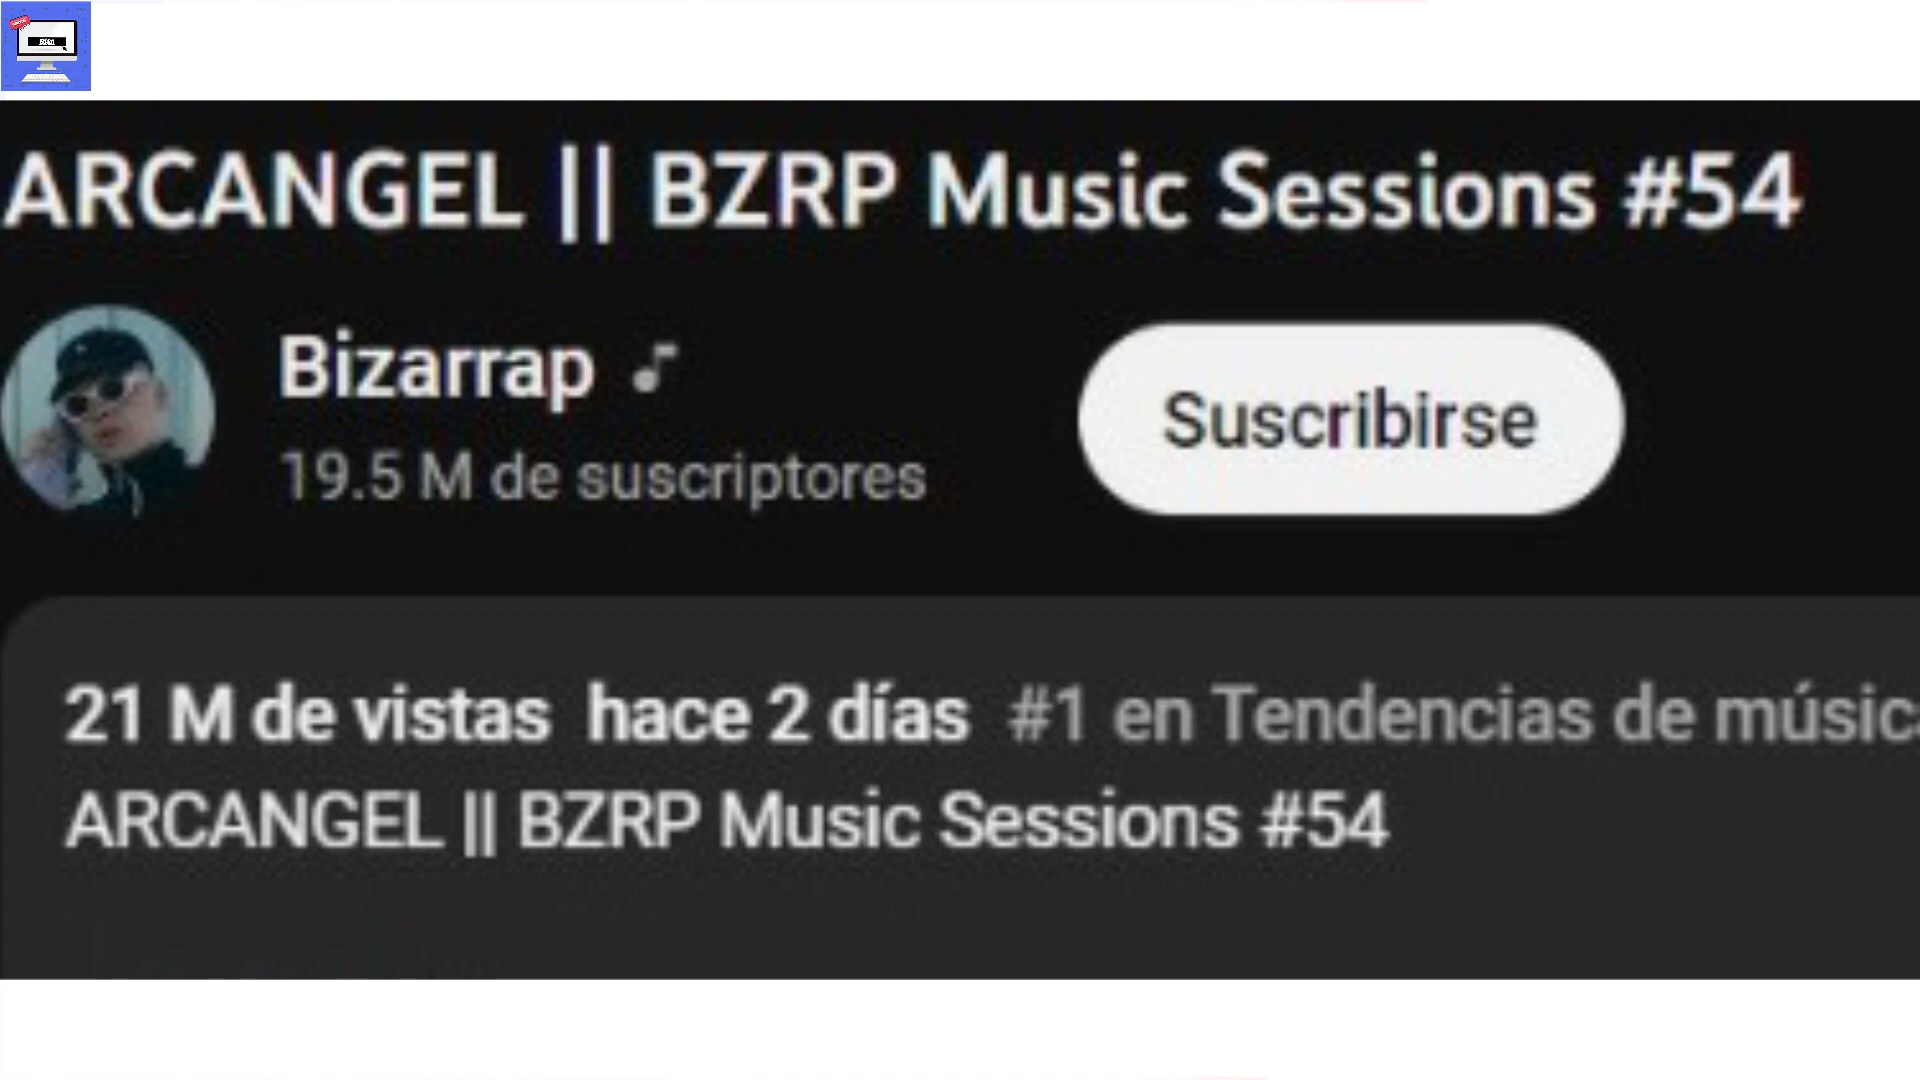 ARCANGEL || BZRP Music Sessions #54
Bizarrap
19.5 M de suscriptores
Suscribirse
21 M de vistas hace 2 días #1 en Tendencias de música
ARCANGEL || BZRP Music Sessions #54